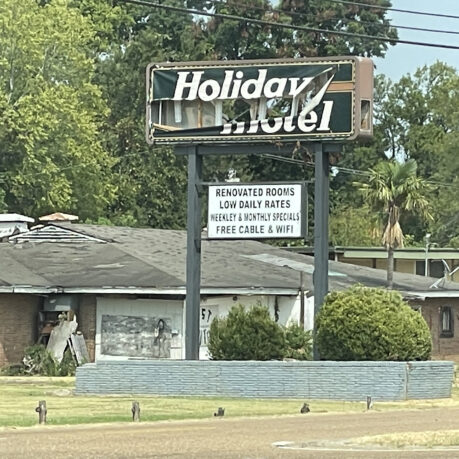 Holiday
motel
RENOVATED ROOMS
LOW DAILY RATES
WEEKLEY & MONTHLY SPECIALS
FREE CABLE & WIFI